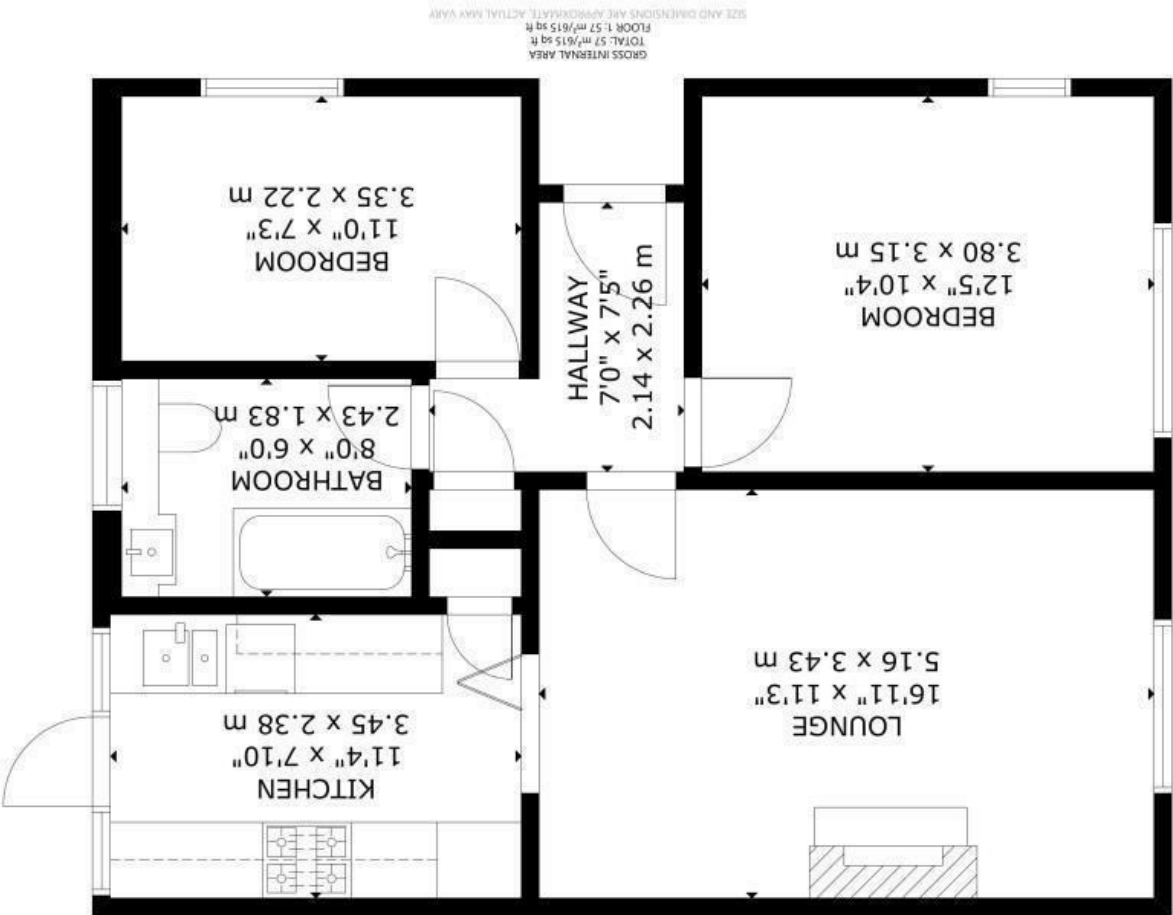 LOUNGE
16'11" x 11'3"
5.16 x 3.43 m
KITCHEN
11'4" x 7'10"
3.45 x 2.38 m
BATHROOM
8'0" x 6'0"
2.43 x 1.83 m
HALLWAY
7'0" x 7'5"
2.14 x 2.26 m
BEDROOM
12'5" x 10'4"
3.80 x 3.15 m
BEDROOM
11'0" x 7'3"
3.35 x 2.22 m
GROSS INTERNAL AREA
TOTAL: 57 m²/615 sq ft
FLOOR 1: 57 m²/615 sq ft
SIZE AND DIMENSIONS ARE APPROXIMATE, ACTUAL MAY VARY